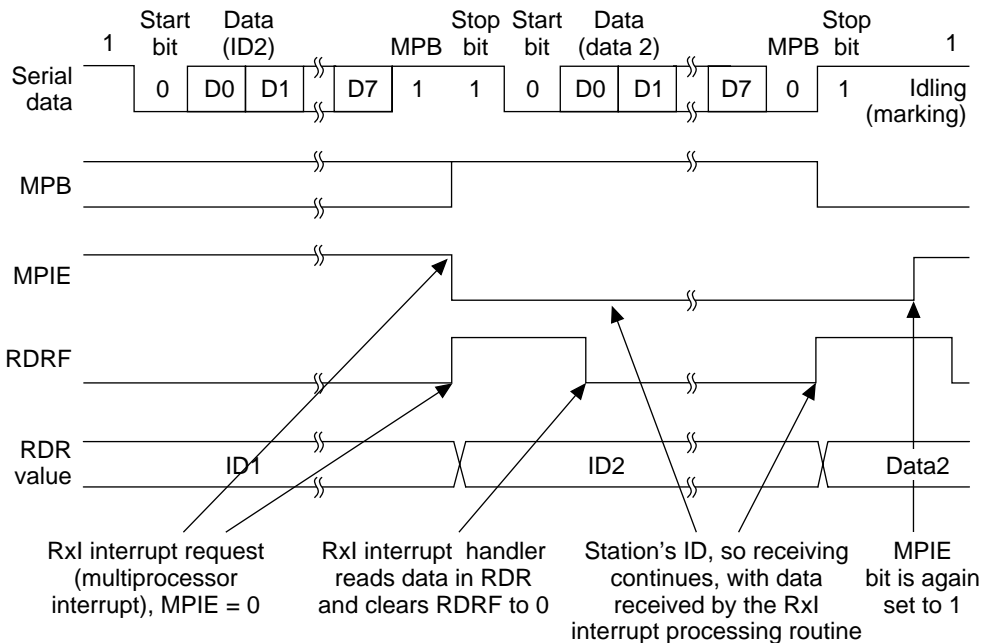 Start Data Stop Start Data Stop
1 bit (ID2) MPB bit bit (data 2) MPB bit 1
Serial data 0 D0 D1 D7 1 1 0 D0 D1 D7 0 1 Idling (marking)
MPB
MPIE
RDRF
RDR value ID1 ID2 Data2
RxI interrupt request
(multiprocessor
interrupt), MPIE = 0
RxI interrupt handler
reads data in RDR
and clears RDRF to 0
Station's ID, so receiving
continues, with data
received by the RxI
interrupt processing routine
MPIE
bit is again
set to 1